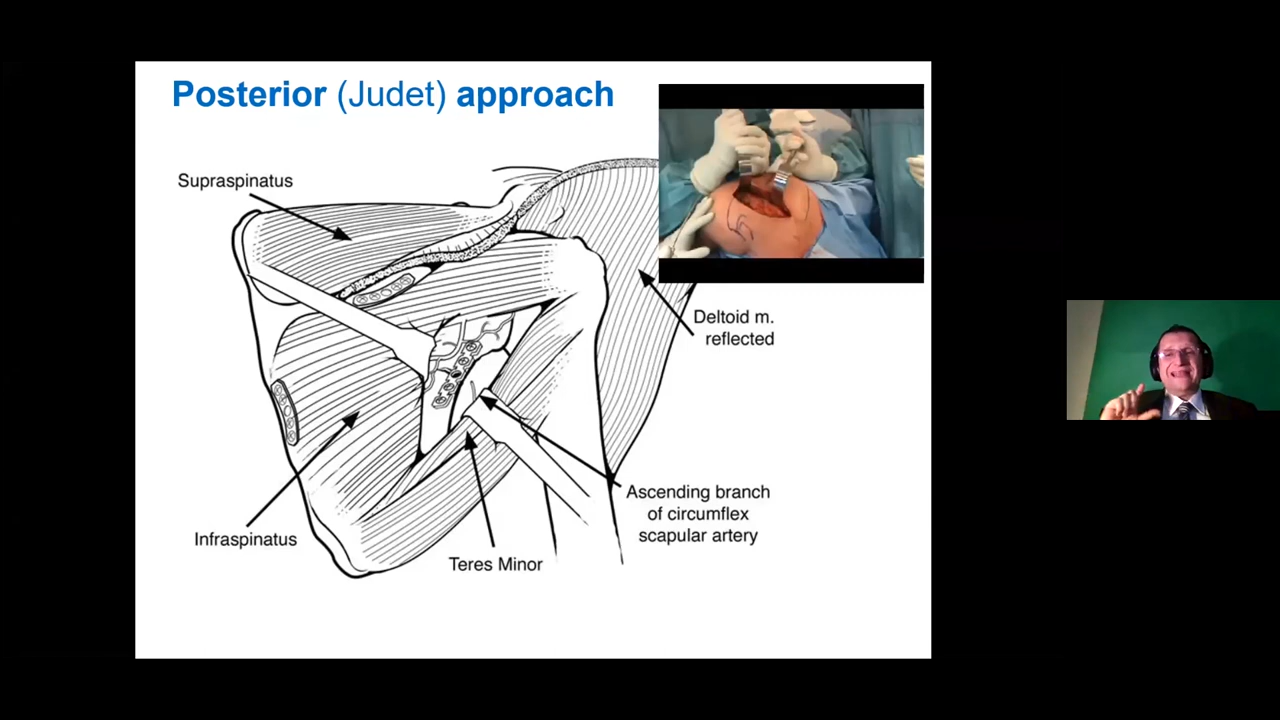 Posterior (Judet) approach
Supraspinatus
Deltoid m.
reflected
Ascending branch
of circumflex
scapular artery
Infraspinatus
Teres Minor